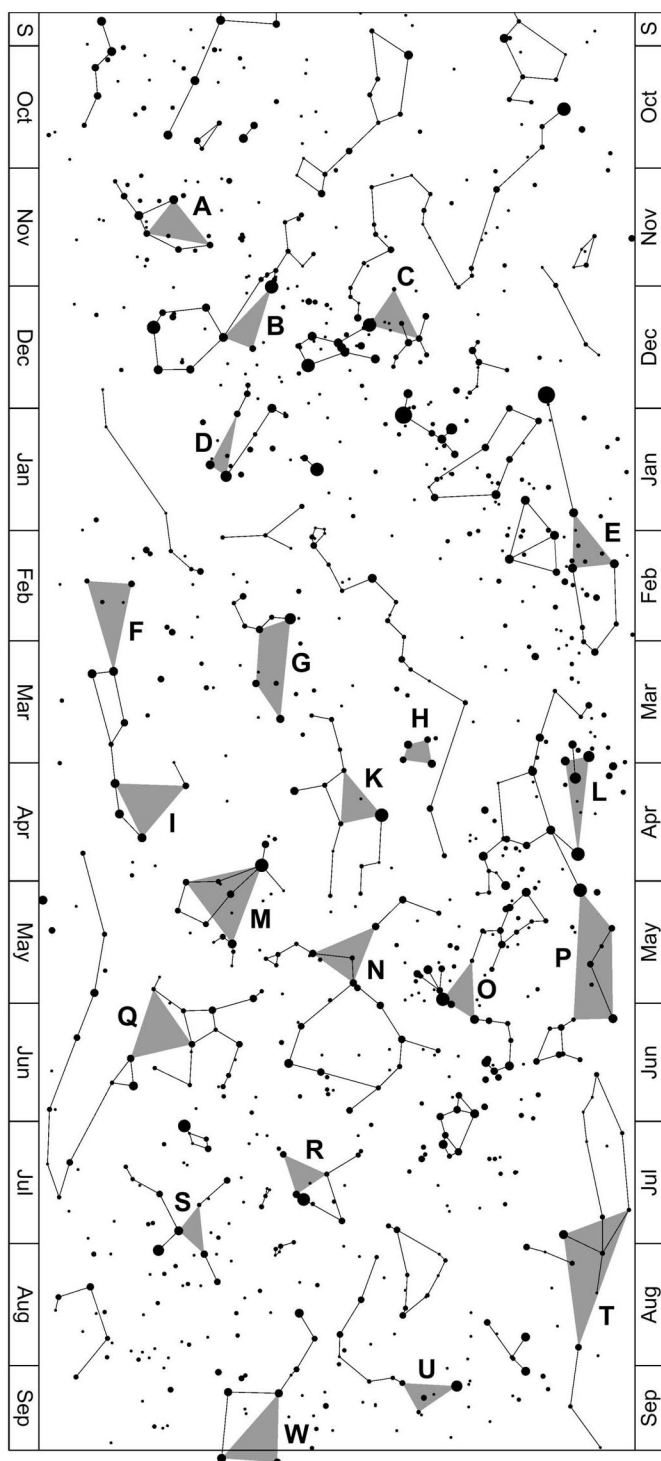 S
Oct
Nov
Dec
Jan
Feb
Mar
Apr
May
Jun
Jul
Aug
Sep
A
B
C
D
E
F
G
H
I
K
L
M
N
O
P
Q
R
S
T
U
W
S
Oct
Nov
Dec
Jan
Feb
Mar
Apr
May
Jun
Jul
Aug
Sep